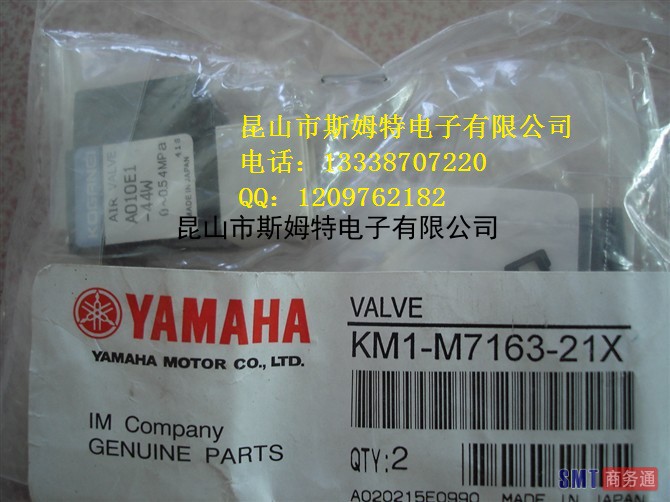 昆山市斯姆特电子有限公司
电话：13338707220
QQ：1209762182
昆山市斯姆特电子有限公司
AIR VALVE
A010E1
-44W
0~0.54MPa
MADE IN JAPAN
YAMAHA
YAMAHA MOTOR CO., LTD.
IM Company
GENUINE PARTS
VALVE
KM1-M7163-21X
QTY: 2
A020215E0990 MADE IN JAPAN
SMT商务通